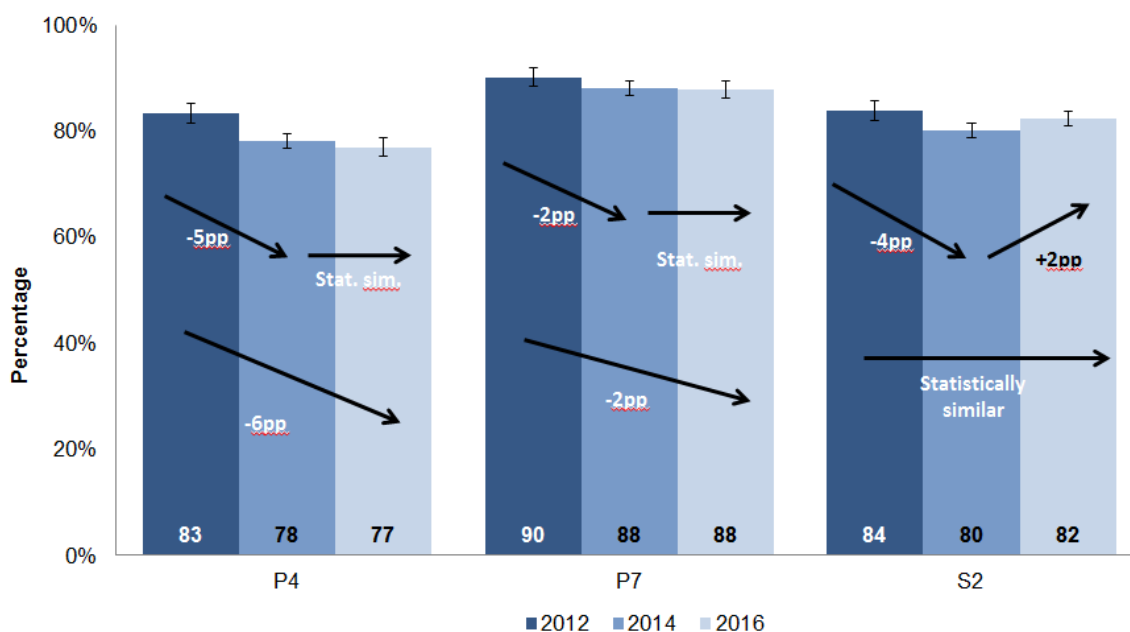 100%
80%
60%
40%
20%
0%
Percentage
-5pp
Stat. sim.
-6pp
83
78
77
P4
-2pp
Stat. sim.
-2pp
90
88
88
P7
-4pp
+2pp
Statistically
similar
84
80
82
S2
2012 2014 2016